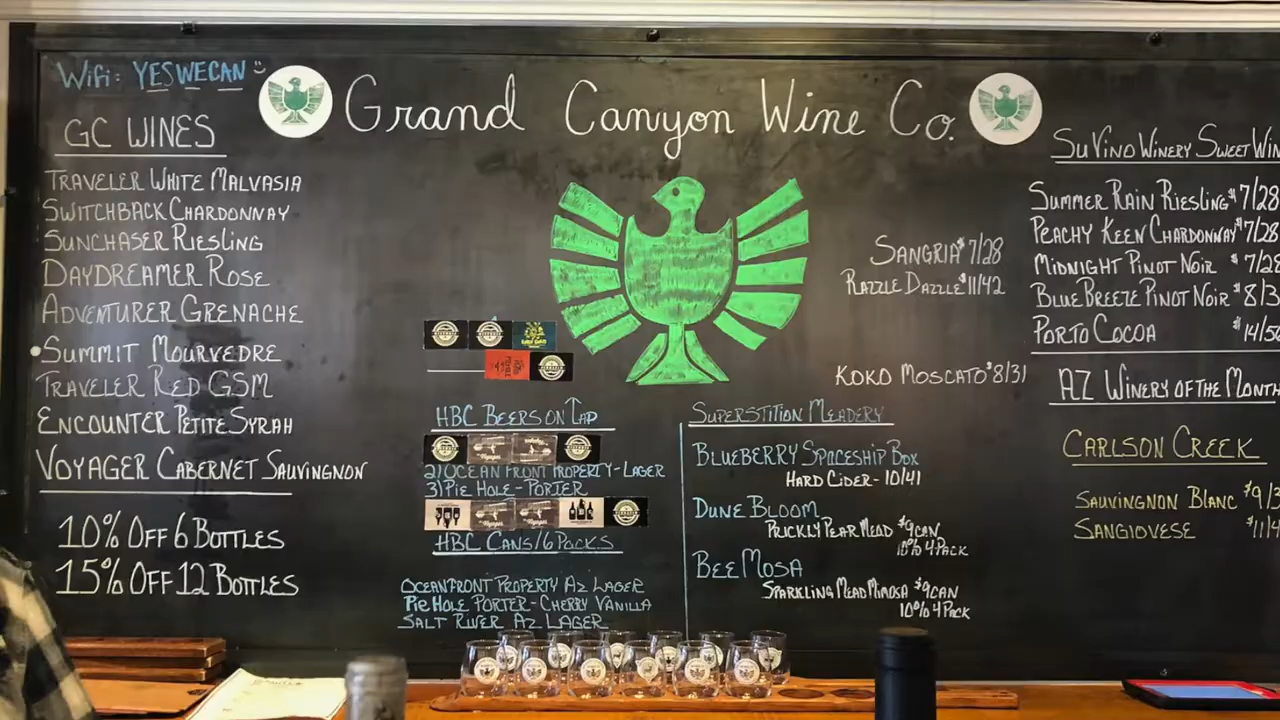 Wifi: YESWECAN
Grand Canyon Wine Co.
GC WINES
TRAVELER WHITE MALVASIA
SWITCHBACK CHARDONNAY
SUNCHASER RIESLING
DAYDREAMER ROSE
ADVENTURER GRENACHE
SUMMIT MOURVEDRE
TRAVELER RED GSM
ENCOUNTER PETITE SYRAH
VOYAGER CABERNET SAUVINGNON
10% OFF 6 BOTTLES
15% OFF 12 BOTTLES
HBC BEERS ON TAP
2) OCEAN FRONT PROPERTY - LAGER
3) PIE HOLE - PORTER
HBC CANS/6 PACKS
OCEANFRONT PROPERTY AZ LAGER
PIE HOLE PORTER - CHERRY VANILLA
SALT RIVER AZ LAGER
SANGRIA $7/28
RAZZLE DAZZLE $11/42
KOKO MOSCATO $8/31
SUPERSTITION MEADERY
BLUEBERRY SPACESHIP BOX
HARD CIDER - 10/41
DUNE BLOOM
PRICKLY PEAR MEAD $9 CAN
10% 4 PACK
BEE MOSA
SPARKLING MEAD MIMOSA $9 CAN
10% 4 PACK
SUVINO WINERY SWEET WIN
SUMMER RAIN RIESLING $7/28
PEACHY KEEN CHARDONNAY $7/28
MIDNIGHT PINOT NOIR $7/28
BLUE BREEZE PINOT NOIR $8/3
PORTO COCOA $14/5
AZ WINERY OF THE MONTH
CARLSON CREEK
SAUVINGNON BLANC $9/3
SANGIOVESE $11/4